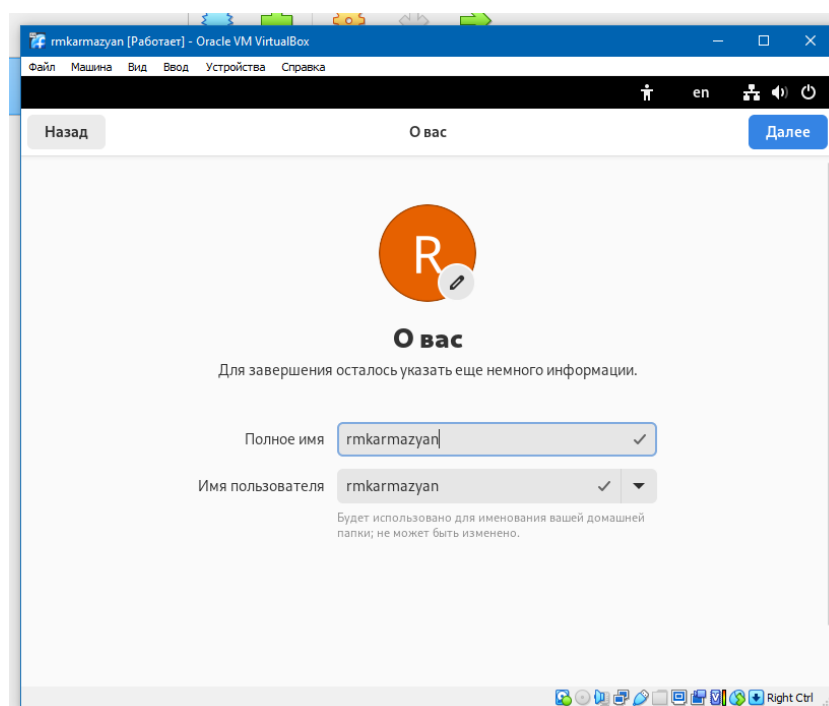 rmkarmazyan [Работает] - Oracle VM VirtualBox
Файл Машина Вид Ввод Устройства Справка
en
Назад О вас Далее
R
О вас
Для завершения осталось указать еще немного информации.
Полное имя rmkarmazyan
Имя пользователя rmkarmazyan
Будет использовано для именования вашей домашней
папки; не может быть изменено.
Right Ctrl